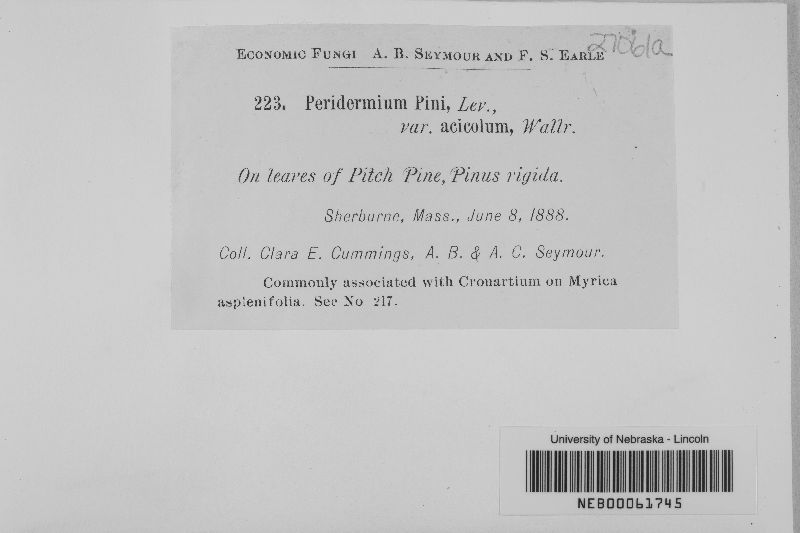 27061a
ECONOMIC FUNGI A. B. SEYMOUR AND F. S. EARLE
223. Peridermium Pini, Lev.,
var. acicolum, Wallr.
On leaves of Pitch Pine, Pinus rigida.
Sherburne, Mass., June 8, 1888.
Coll. Clara E. Cummings, A. B. & A. C. Seymour.
Commonly associated with Cronartium on Myrica
asplenifolia. See No 217.
University of Nebraska - Lincoln
NEB00061745